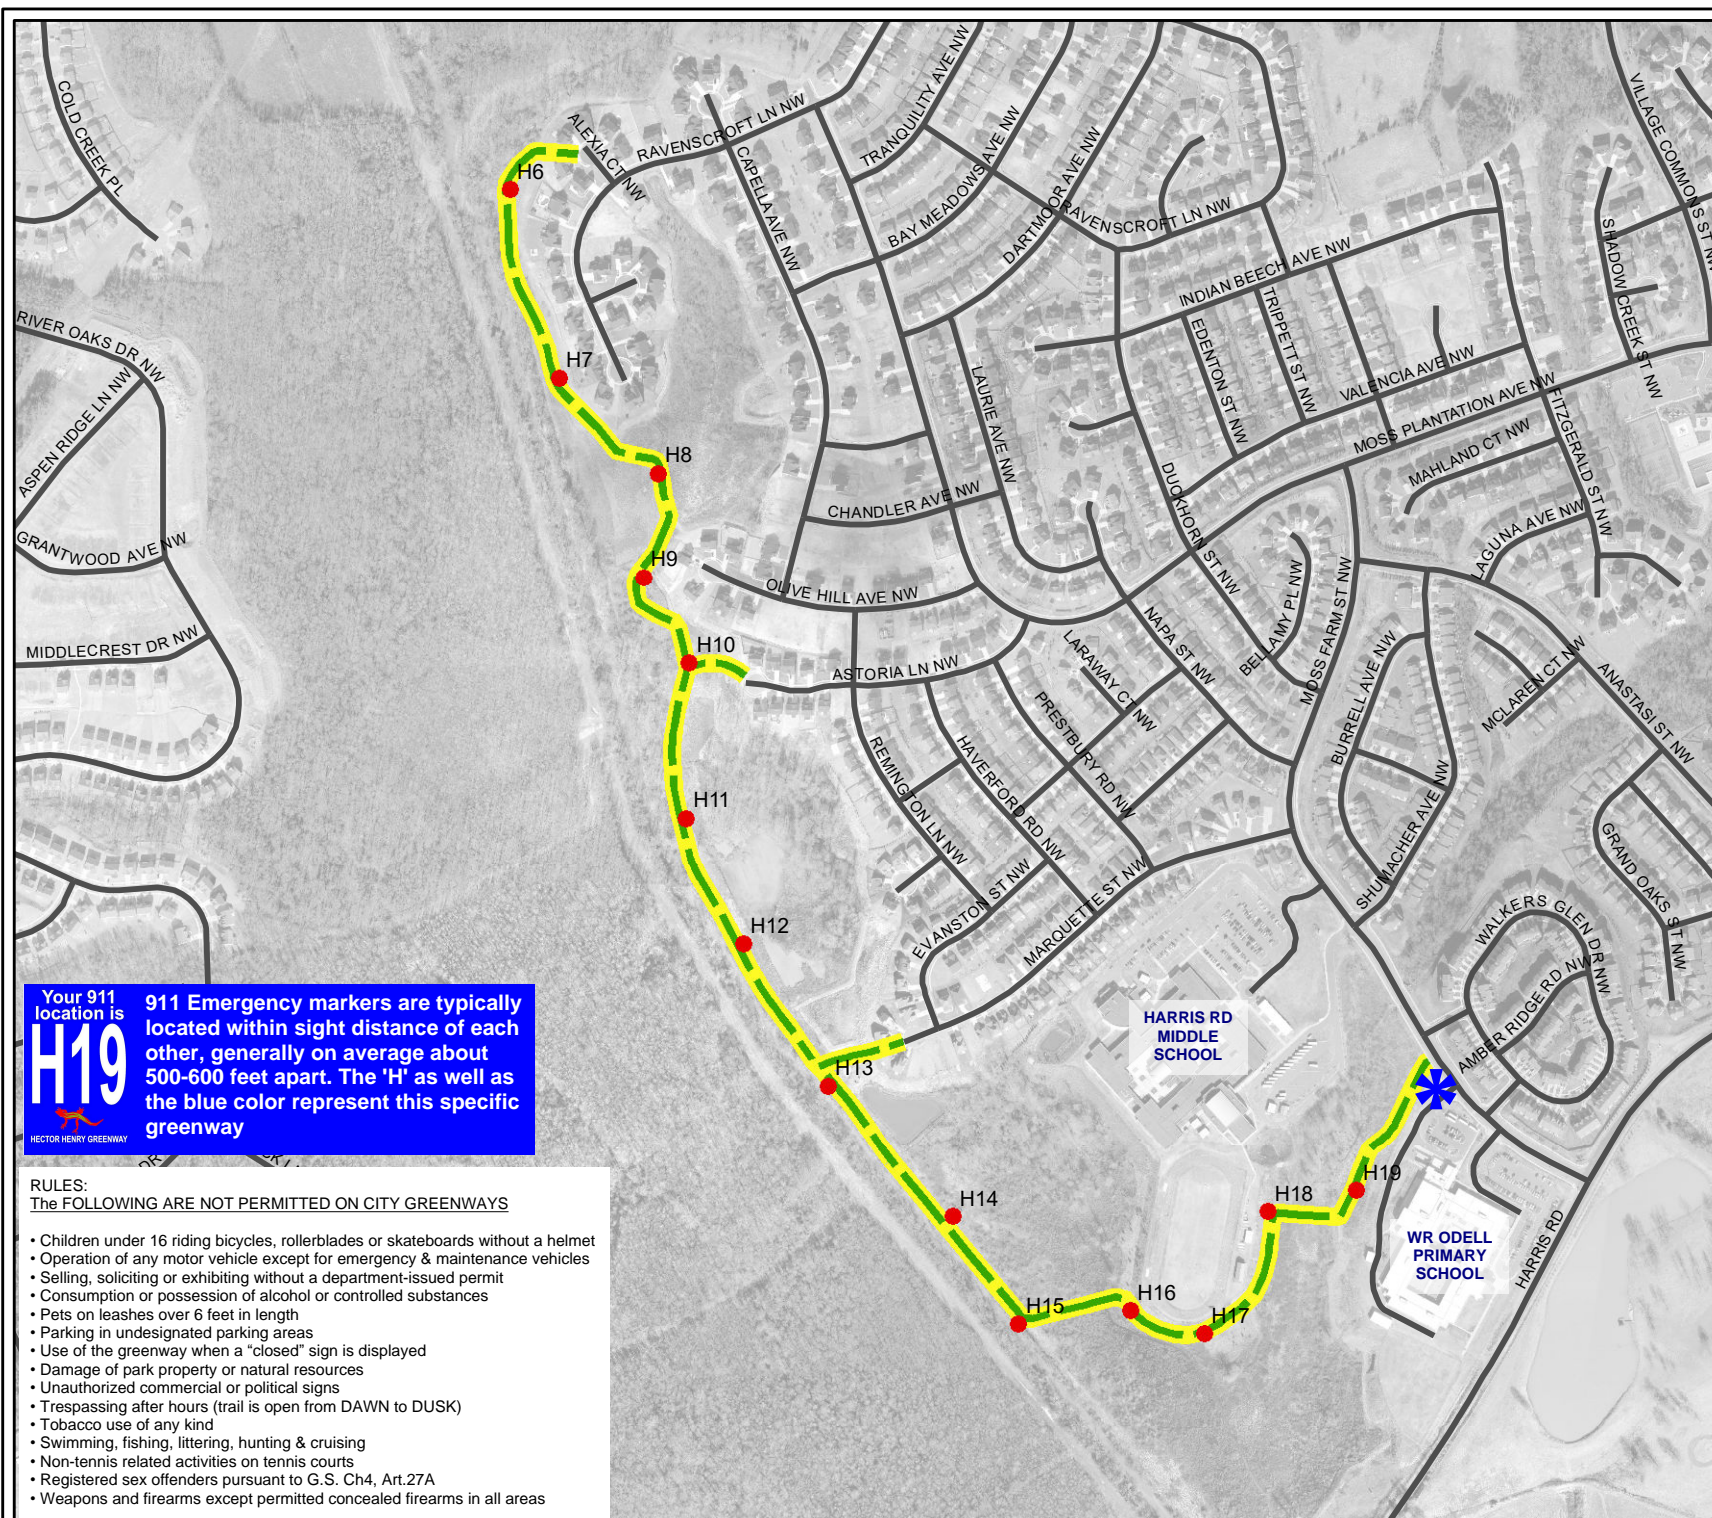 COLD CREEK PL
ALEXIA CT NW
RAVENSCROFT LN NW
TRANQUILITY AVE NW
VILLAGE COMMONS ST NW
H6
CAPELLA AVE NW
BAY MEADOWS AVE NW
DARTMOOR AVE NW
RAVENSCROFT LN NW
SHADOW CREEK ST NW
INDIAN BEECH AVE NW
RIVER OAKS DR NW
EDENTON ST NW
TRIPPETT ST NW
H7
ASPEN RIDGE LN NW
LAURIE AVE NW
VALENCIA AVE NW
MOSS PLANTATION AVE NW
FITZGERALD ST NW
H8
MAHLAND CT NW
CHANDLER AVE NW
DUCKHORN ST NW
GRANTWOOD AVE NW
LAGUNA AVE NW
H9
OLIVE HILL AVE NW
BELLAMY PL NW
MOSS FARM ST NW
MIDDLECREST DR NW
H10
ASTORIA LN NW
LARAWAY CT NW
NAPA ST NW
BURRELL AVE NW
MCLAREN CT NW
ANASTASI ST NW
PRESTBURY RD NW
REMINGTON LN NW
HAVERFORD RD NW
H11
SHUMACHER AVE NW
GRAND OAKS ST NW
EVANSTON ST NW
MARQUETTE ST NW
WALKERS GLEN DR NW
H12
AMBER RIDGE RD NW
HARRIS RD
MIDDLE
SCHOOL
H13
H14
H15
H16
H17
H18
H19
WR ODELL
PRIMARY
SCHOOL
HARRIS RD
Your 911
location is
H19
HECTOR HENRY GREENWAY
911 Emergency markers are typically
located within sight distance of each
other, generally on average about
500-600 feet apart. The 'H' as well as
the blue color represent this specific
greenway
DR
RULES:
The FOLLOWING ARE NOT PERMITTED ON CITY GREENWAYS
• Children under 16 riding bicycles, rollerblades or skateboards without a helmet
• Operation of any motor vehicle except for emergency & maintenance vehicles
• Selling, soliciting or exhibiting without a department-issued permit
• Consumption or possession of alcohol or controlled substances
• Pets on leashes over 6 feet in length
• Parking in undesignated parking areas
• Use of the greenway when a “closed” sign is displayed
• Damage of park property or natural resources
• Unauthorized commercial or political signs
• Trespassing after hours (trail is open from DAWN to DUSK)
• Tobacco use of any kind
• Swimming, fishing, littering, hunting & cruising
• Non-tennis related activities on tennis courts
• Registered sex offenders pursuant to G.S. Ch4, Art.27A
• Weapons and firearms except permitted concealed firearms in all areas